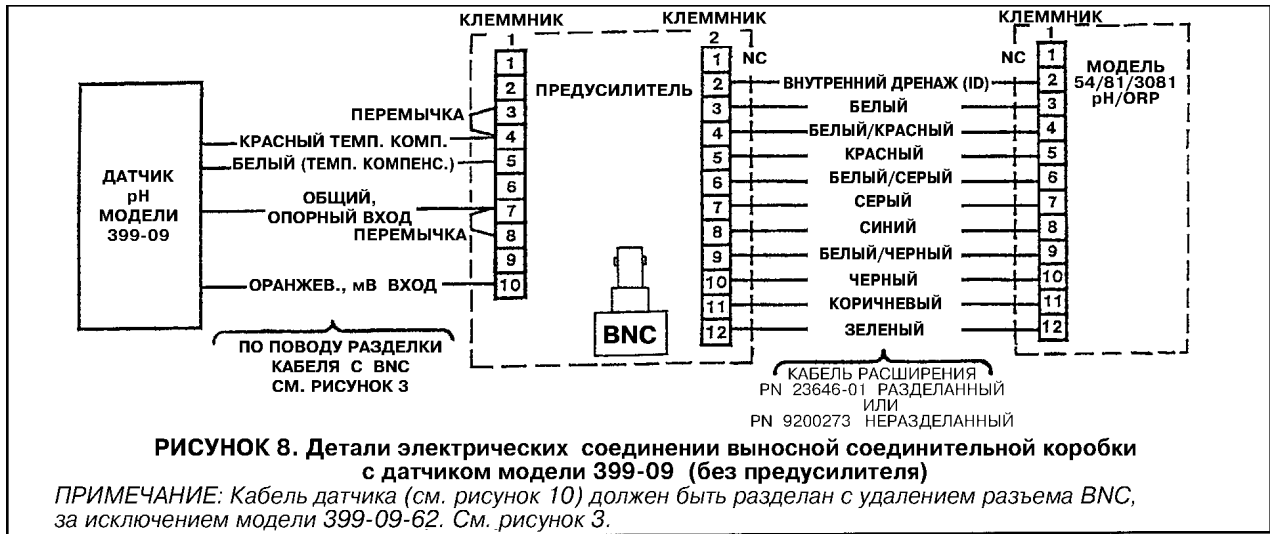 КЛЕММНИК
1
КЛЕММНИК
2
КЛЕММНИК
1
ДАТЧИК
рН
МОДЕЛИ
399-09
ПЕРЕМЫЧКА
КРАСНЫЙ ТЕМП. КОМП.
БЕЛЫЙ (ТЕМП. КОМПЕНС.)
ОБЩИЙ,
ОПОРНЫЙ ВХОД
ПЕРЕМЫЧКА
ОРАНЖЕВ., мВ ВХОД
ПО ПОВОДУ РАЗДЕЛКИ
КАБЕЛЯ С BNC
СМ. РИСУНОК 3
1
2
3
4
5
6
7
8
9
10
ПРЕДУСИЛИТЕЛЬ
BNC
1
2
3
4
5
6
7
8
9
10
11
12
NC
ВНУТРЕННИЙ ДРЕНАЖ (ID)
БЕЛЫЙ
БЕЛЫЙ/КРАСНЫЙ
КРАСНЫЙ
БЕЛЫЙ/СЕРЫЙ
СЕРЫЙ
СИНИЙ
БЕЛЫЙ/ЧЕРНЫЙ
ЧЕРНЫЙ
КОРИЧНЕВЫЙ
ЗЕЛЕНЫЙ
КАБЕЛЬ РАСШИРЕНИЯ
PN 23646-01 РАЗДЕЛАННЫЙ
ИЛИ
PN 9200273 НЕРАЗДЕЛАННЫЙ
NC
1
2
3
4
5
6
7
8
9
10
11
12
МОДЕЛЬ
54/81/3081
pH/ORP
РИСУНОК 8. Детали электрических соединении выносной соединительной коробки
с датчиком модели 399-09 (без предусилителя)
ПРИМЕЧАНИЕ: Кабель датчика (см. рисунок 10) должен быть разделан с удалением разъема BNC,
за исключением модели 399-09-62. См. рисунок 3.